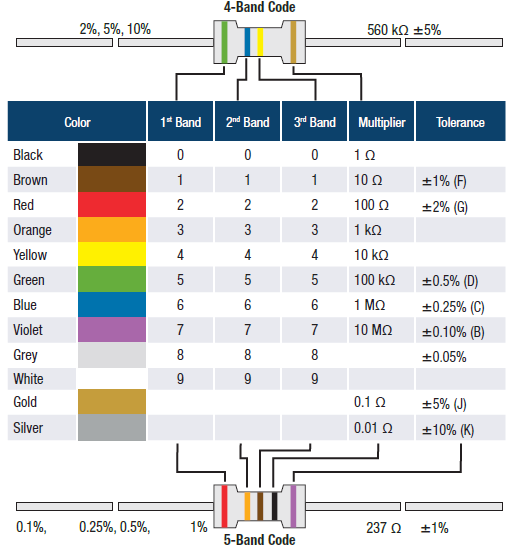 4-Band Code
2%, 5%, 10% 560 kΩ ±5%
Color 1st Band 2nd Band 3rd Band Multiplier Tolerance
Black 0 0 0 1 Ω
Brown 1 1 1 10 Ω ±1% (F)
Red 2 2 2 100 Ω ±2% (G)
Orange 3 3 3 1 kΩ
Yellow 4 4 4 10 kΩ
Green 5 5 5 100 kΩ ±0.5% (D)
Blue 6 6 6 1 MΩ ±0.25% (C)
Violet 7 7 7 10 MΩ ±0.10% (B)
Grey 8 8 8 ±0.05%
White 9 9 9
Gold 0.1 Ω ±5% (J)
Silver 0.01 Ω ±10% (K)
0.1%, 0.25%, 0.5%, 1% 237 Ω ±1%
5-Band Code